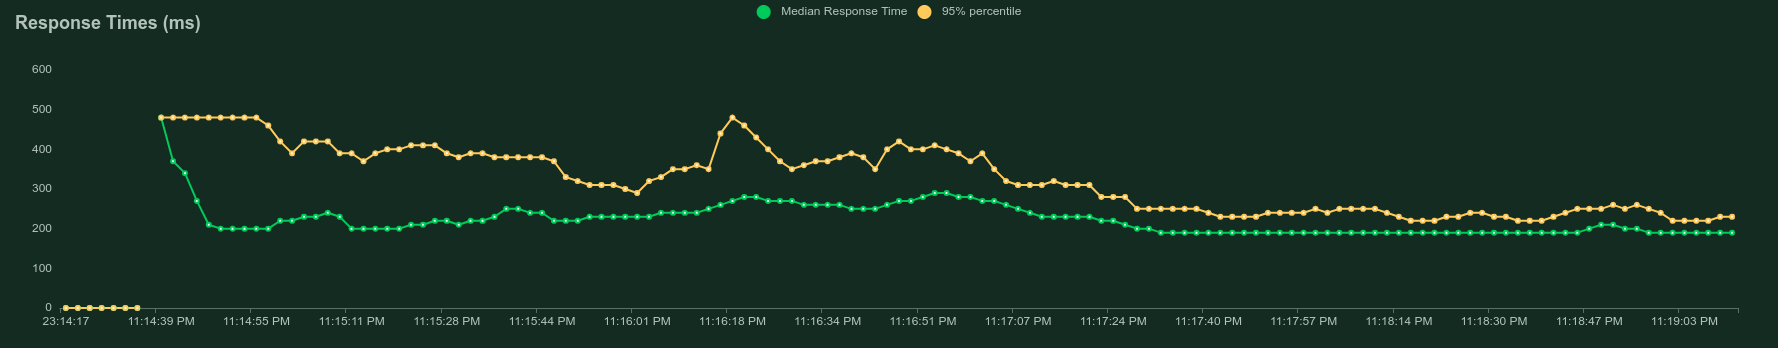 Response Times (ms)
Median Response Time
95% percentile
600
500
400
300
200
100
0
23:14:17
11:14:39 PM
11:14:55 PM
11:15:11 PM
11:15:28 PM
11:15:44 PM
11:16:01 PM
11:16:18 PM
11:16:34 PM
11:16:51 PM
11:17:07 PM
11:17:24 PM
11:17:40 PM
11:17:57 PM
11:18:14 PM
11:18:30 PM
11:18:47 PM
11:19:03 PM